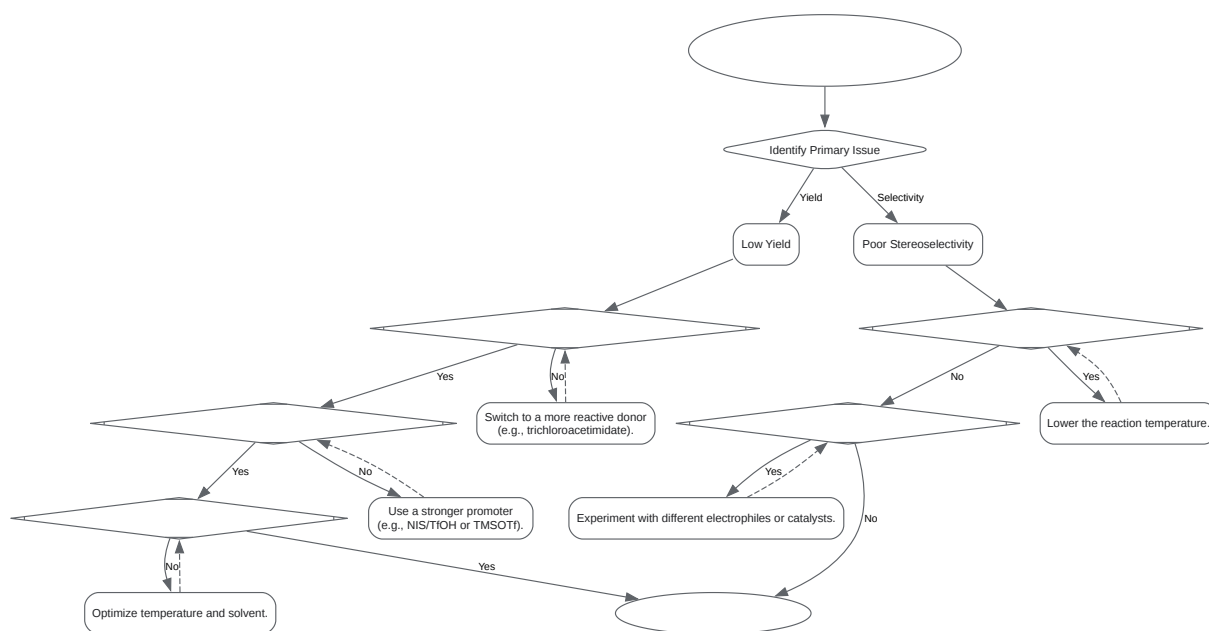 Identify Primary Issue
Yield
Selectivity
Low Yield
Poor Stereoselectivity
Yes
No
No
Yes
Switch to a more reactive donor
(e.g., trichloroacetimidate).
Lower the reaction temperature.
Yes
No
Yes
No
Use a stronger promoter
(e.g., NIS/TfOH or TMSOTf).
Experiment with different electrophiles or catalysts.
No
Yes
Optimize temperature and solvent.